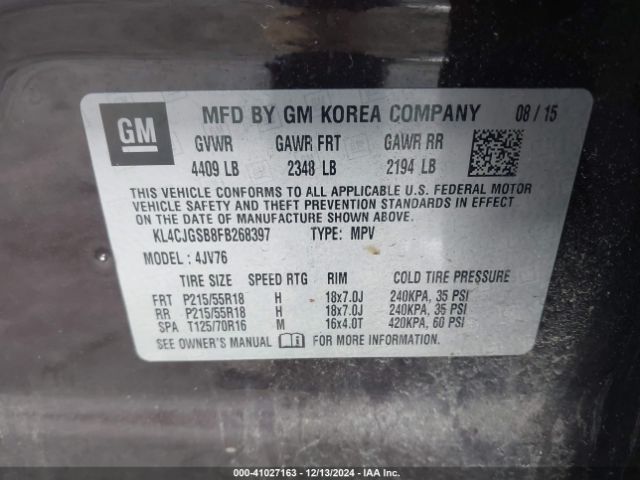 GM
MFD BY GM KOREA COMPANY 08 / 15
GVWR GAWR FRT GAWR RR
4409 LB 2348 LB 2194 LB
THIS VEHICLE CONFORMS TO ALL APPLICABLE U.S. FEDERAL MOTOR
VEHICLE SAFETY AND THEFT PREVENTION STANDARDS IN EFFECT
ON THE DATE OF MANUFACTURE SHOWN ABOVE.
KL4CJGSB8FB268397 TYPE: MPV
MODEL : 4JV76
TIRE SIZE SPEED RTG RIM COLD TIRE PRESSURE
FRT P215/55R18 H 18x7.0J 240KPA, 35 PSI
RR P215/55R18 H 18x7.0J 240KPA, 35 PSI
SPA T125/70R16 M 16x4.0T 420KPA, 60 PSI
SEE OWNER'S MANUAL FOR MORE INFORMATION.
000-41027163 - 12/13/2024 - IAA Inc.